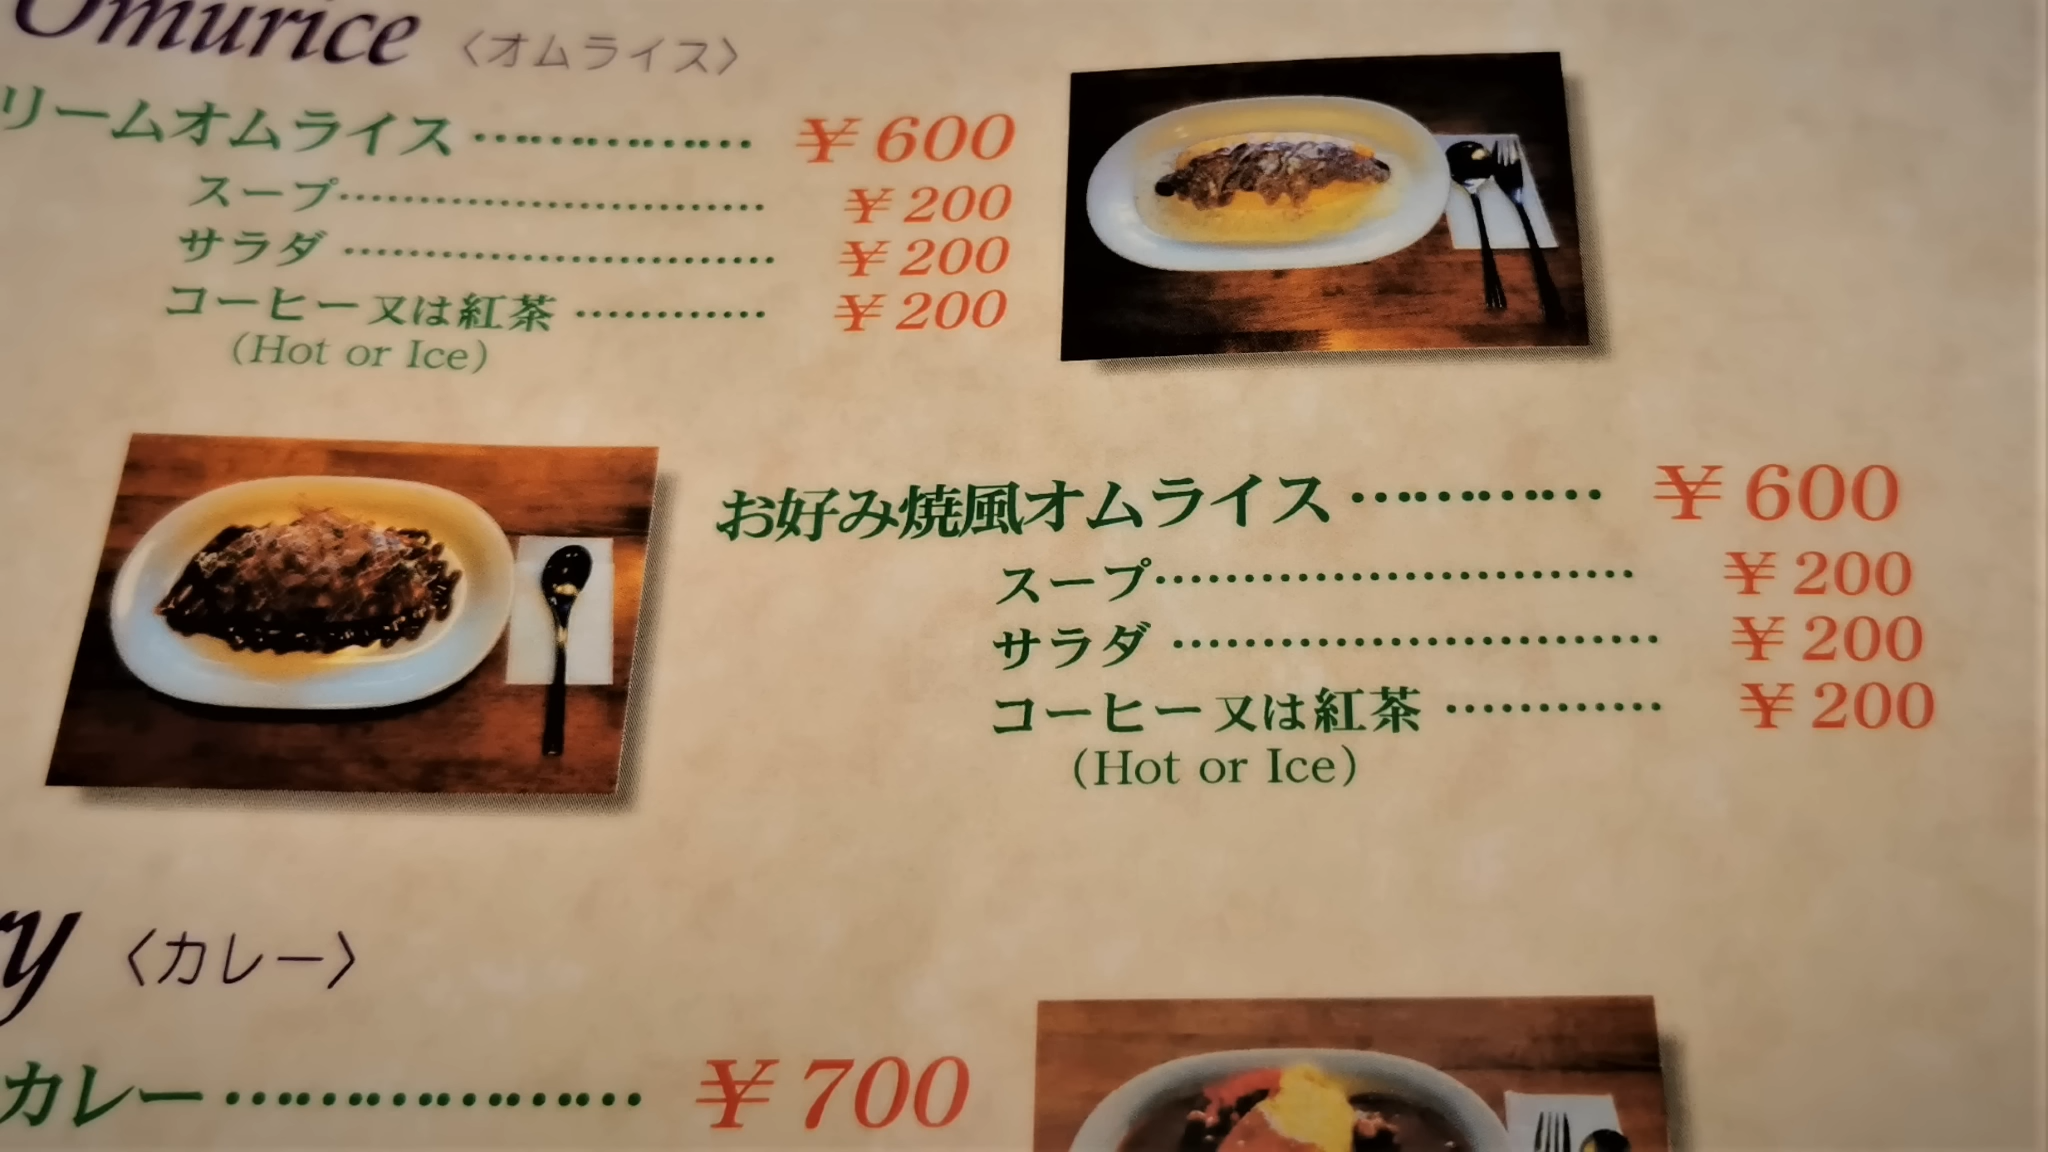 Omurice 〈オムライス〉
リームオムライス ¥600
スープ ¥200
サラダ ¥200
コーヒー又は紅茶 ¥200
(Hot or Ice)
お好み焼風オムライス ¥600
スープ ¥200
サラダ ¥200
コーヒー又は紅茶 ¥200
(Hot or Ice)
ry 〈カレー〉
カレー ¥700